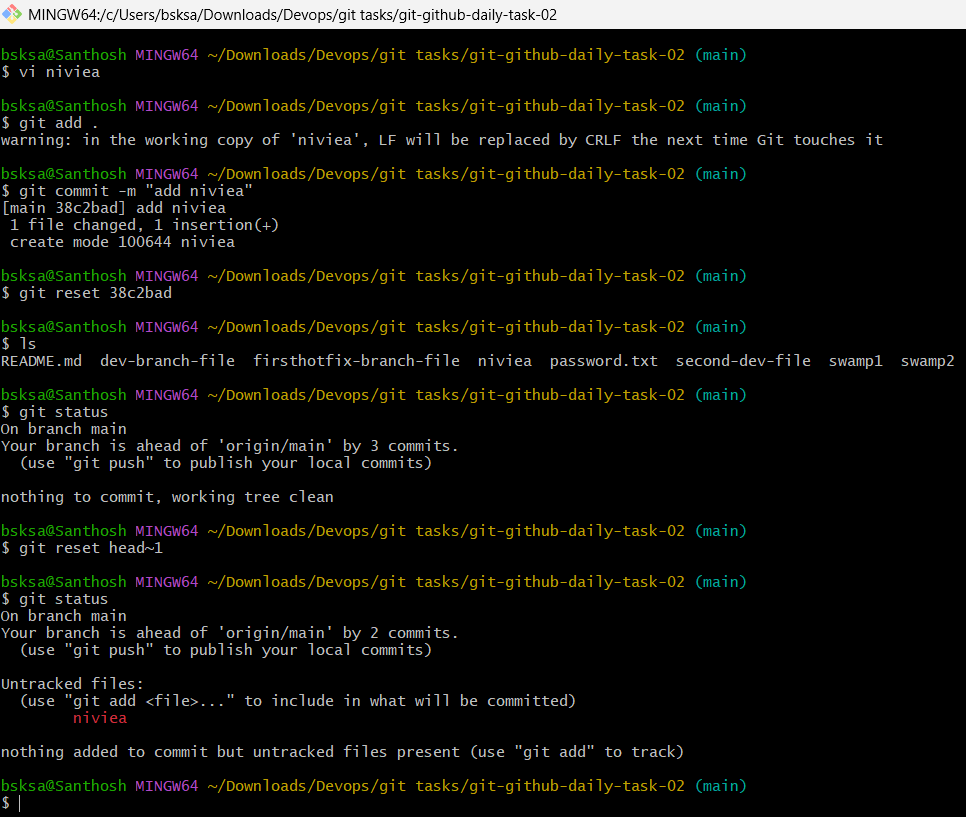 MINGW64:/c/Users/bsksa/Downloads/Devops/git tasks/git-github-daily-task-02
bsksa@Santhosh MINGW64 ~/Downloads/Devops/git tasks/git-github-daily-task-02 (main)
$ vi niviea
bsksa@Santhosh MINGW64 ~/Downloads/Devops/git tasks/git-github-daily-task-02 (main)
$ git add .
warning: in the working copy of 'niviea', LF will be replaced by CRLF the next time Git touches it
bsksa@Santhosh MINGW64 ~/Downloads/Devops/git tasks/git-github-daily-task-02 (main)
$ git commit -m "add niviea"
[main 38c2bad] add niviea
 1 file changed, 1 insertion(+)
 create mode 100644 niviea
bsksa@Santhosh MINGW64 ~/Downloads/Devops/git tasks/git-github-daily-task-02 (main)
$ git reset 38c2bad
bsksa@Santhosh MINGW64 ~/Downloads/Devops/git tasks/git-github-daily-task-02 (main)
$ ls
README.md  dev-branch-file  firsthotfix-branch-file  niviea  password.txt  second-dev-file  swamp1  swamp2
bsksa@Santhosh MINGW64 ~/Downloads/Devops/git tasks/git-github-daily-task-02 (main)
$ git status
On branch main
Your branch is ahead of 'origin/main' by 3 commits.
  (use "git push" to publish your local commits)
nothing to commit, working tree clean
bsksa@Santhosh MINGW64 ~/Downloads/Devops/git tasks/git-github-daily-task-02 (main)
$ git reset head~1
bsksa@Santhosh MINGW64 ~/Downloads/Devops/git tasks/git-github-daily-task-02 (main)
$ git status
On branch main
Your branch is ahead of 'origin/main' by 2 commits.
  (use "git push" to publish your local commits)
Untracked files:
  (use "git add <file>..." to include in what will be committed)
        niviea
nothing added to commit but untracked files present (use "git add" to track)
bsksa@Santhosh MINGW64 ~/Downloads/Devops/git tasks/git-github-daily-task-02 (main)
$